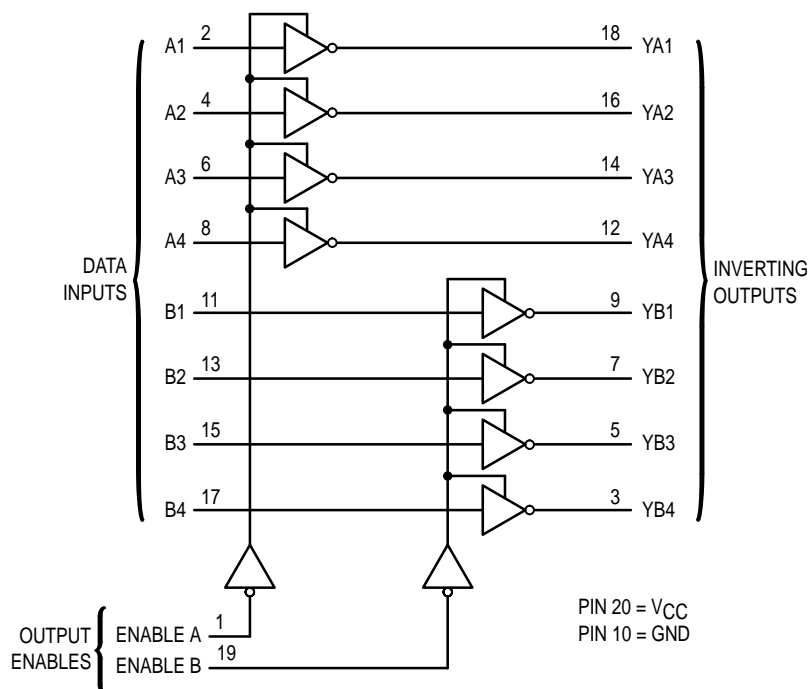 A1 2 18 YA1
A2 4 16 YA2
A3 6 14 YA3
A4 8 12 YA4
DATA
INPUTS
INVERTING
OUTPUTS
B1 11 9 YB1
B2 13 7 YB2
B3 15 5 YB3
B4 17 3 YB4
OUTPUT
ENABLES
ENABLE A 1
ENABLE B 19
PIN 20 = VCC
PIN 10 = GND